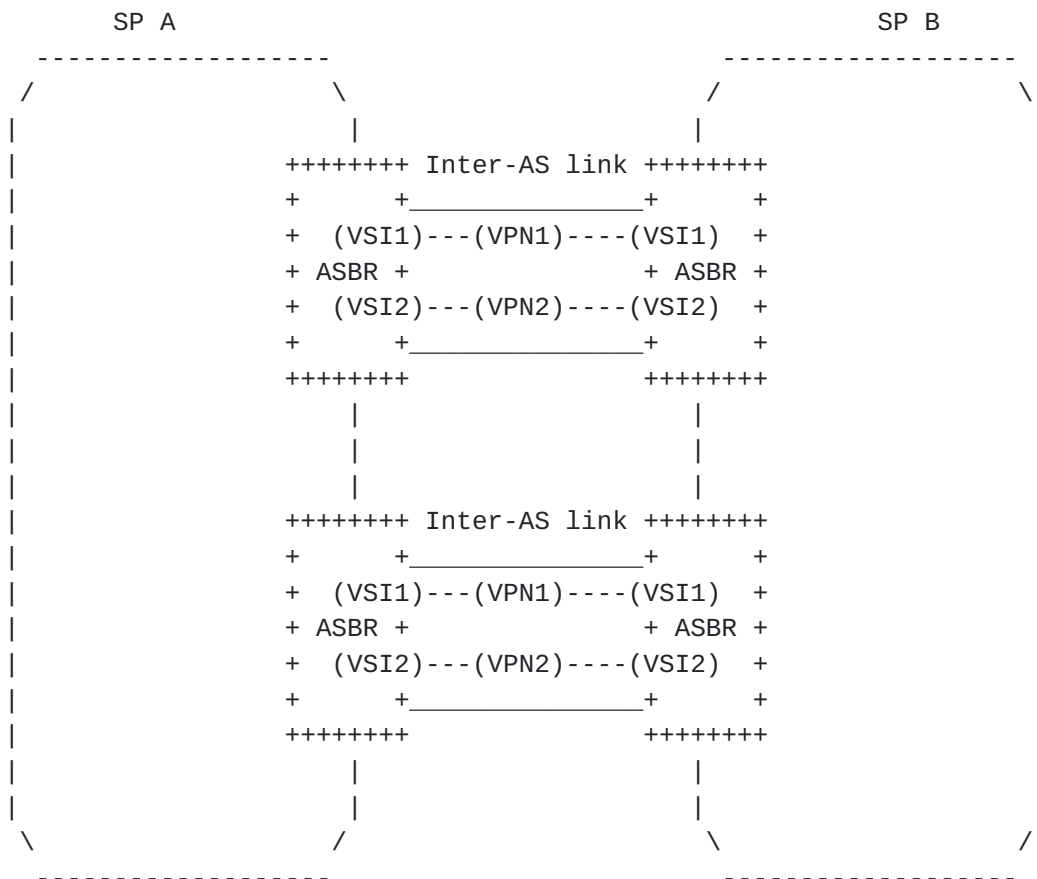 SP A SP B
Inter-AS link
(VSI1)---(VPN1)----(VSI1)
ASBR ASBR
(VSI2)---(VPN2)----(VSI2)
Inter-AS link
(VSI1)---(VPN1)----(VSI1)
ASBR ASBR
(VSI2)---(VPN2)----(VSI2)